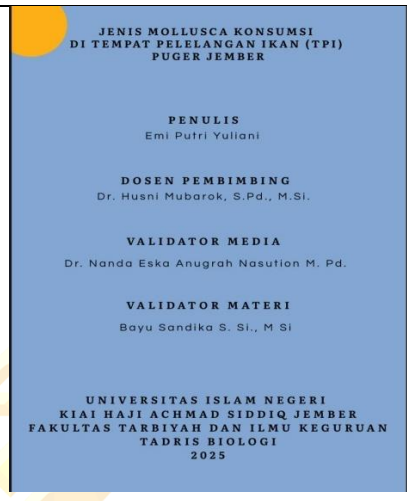 JENIS MOLLUSCA KONSUMSI
DI TEMPAT PELELANGAN IKAN (TPI)
PUGER JEMBER
PENULIS
Emi Putri Yuliani
DOSEN PEMBIMBING
Dr. Husni Mubarok, S.Pd., M.Si.
VALIDATOR MEDIA
Dr. Nanda Eska Anugrah Nasution M. Pd.
VALIDATOR MATERI
Bayu Sandika S. Si., M Si
UNIVERSITAS ISLAM NEGERI
KIAI HAJI ACHMAD SIDDIQ JEMBER
FAKULTAS TARBIYAH DAN ILMU KEGURUAN
TADRIS BIOLOGI
2025